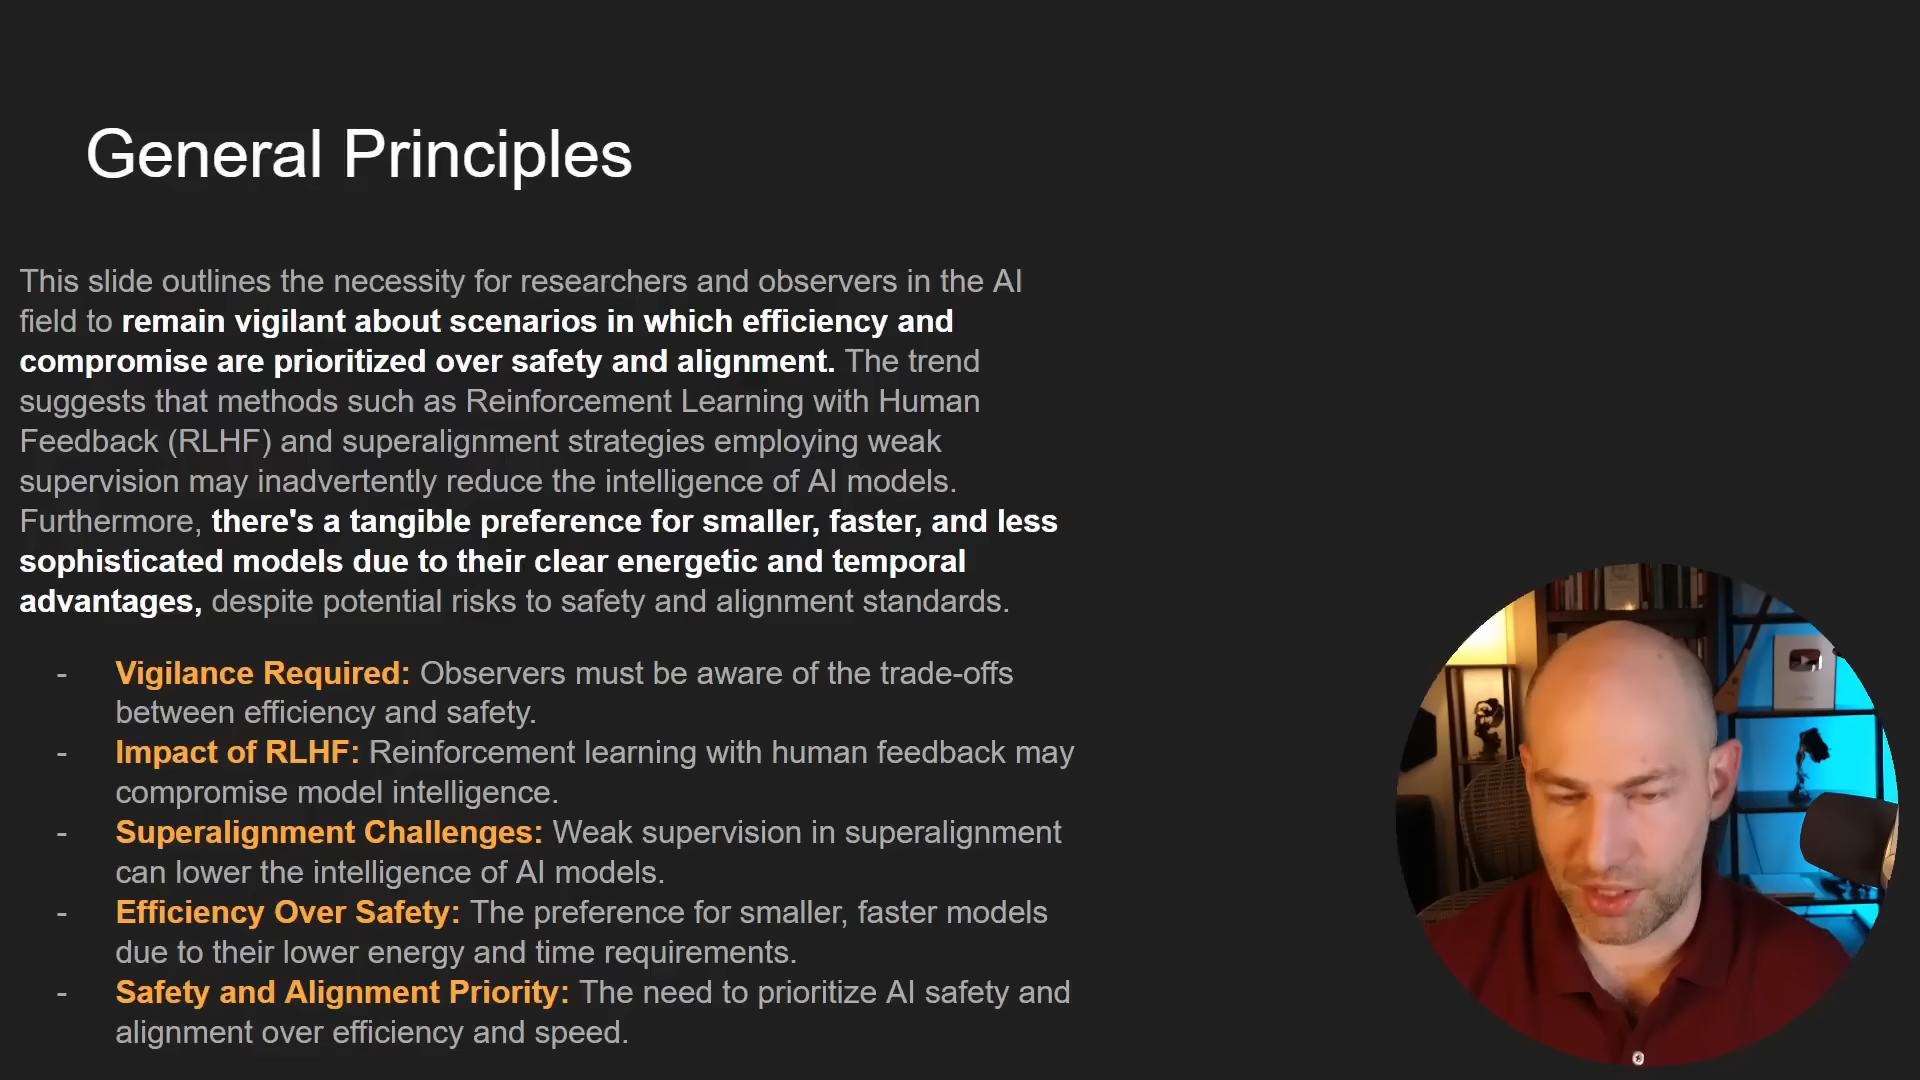 General Principles
This slide outlines the necessity for researchers and observers in the AI
field to remain vigilant about scenarios in which efficiency and
compromise are prioritized over safety and alignment. The trend
suggests that methods such as Reinforcement Learning with Human
Feedback (RLHF) and superalignment strategies employing weak
supervision may inadvertently reduce the intelligence of AI models.
Furthermore, there's a tangible preference for smaller, faster, and less
sophisticated models due to their clear energetic and temporal
advantages, despite potential risks to safety and alignment standards.
- Vigilance Required: Observers must be aware of the trade-offs
between efficiency and safety.
- Impact of RLHF: Reinforcement learning with human feedback may
compromise model intelligence.
- Superalignment Challenges: Weak supervision in superalignment
can lower the intelligence of AI models.
- Efficiency Over Safety: The preference for smaller, faster models
due to their lower energy and time requirements.
- Safety and Alignment Priority: The need to prioritize AI safety and
alignment over efficiency and speed.